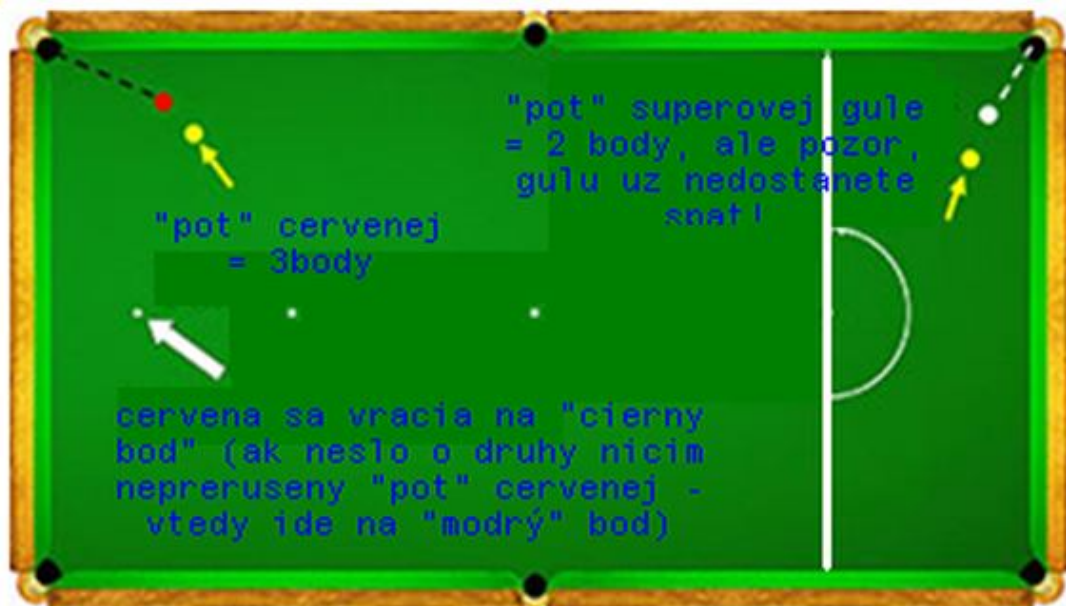 "pot" superovej gule
= 2 body, ale pozor,
gulu uz nedostanete
spat!
"pot" cervenej
= 3body
cervena sa vracia na "cierny
bod" (ak neslo o druhy nicim
nepreruseny "pot" cervenej -
vtedy ide na "modrý" bod)